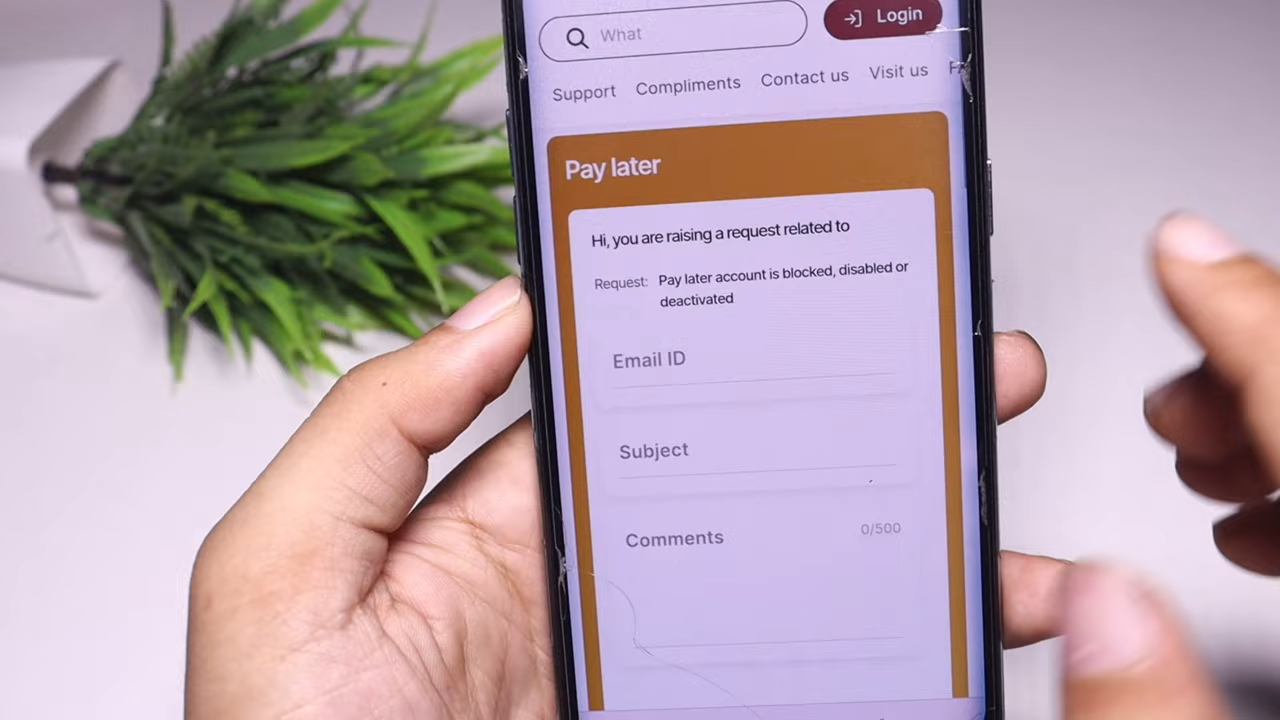 What
Login
Support Compliments Contact us Visit us
Pay later
Hi, you are raising a request related to
Request: Pay later account is blocked, disabled or
deactivated
Email ID
Subject
Comments 0/500